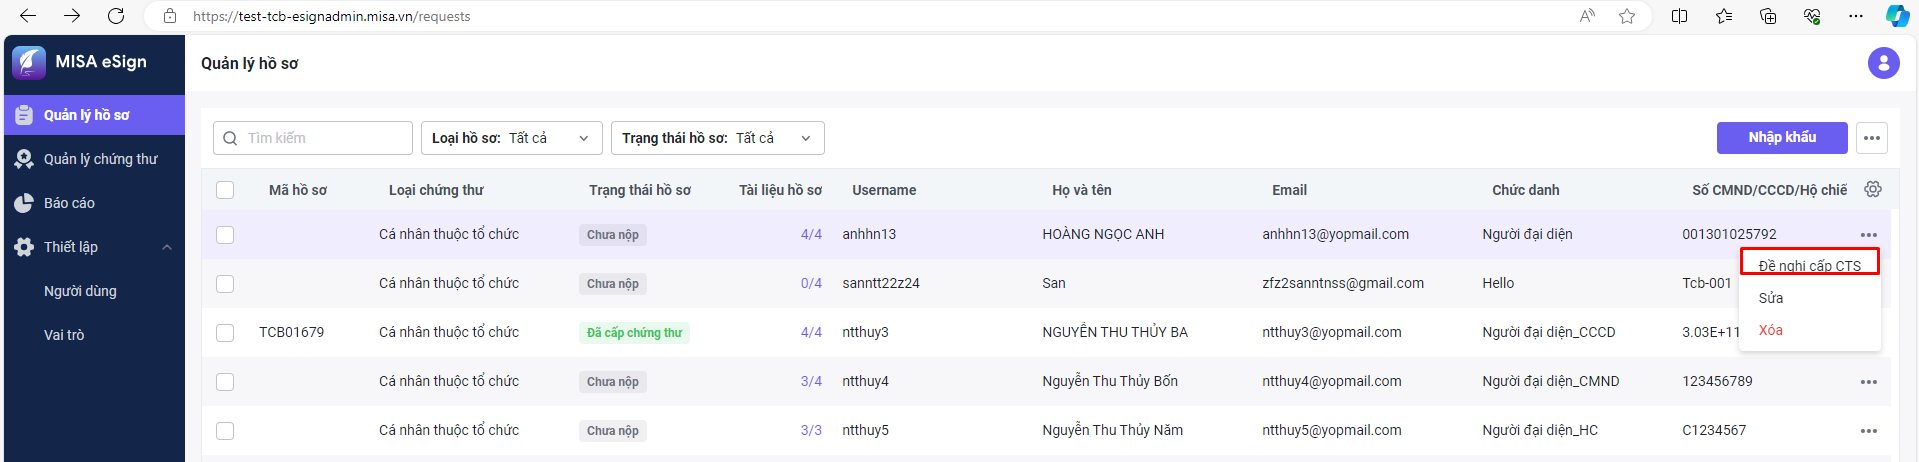 https://test-tcb-esignadmin.misa.vn/requests
MISA eSign
Quản lý hồ sơ
Quản lý hồ sơ
Quản lý chứng thư
Báo cáo
Thiết lập
Người dùng
Vai trò
Tìm kiếm
Loại hồ sơ: Tất cả
Trạng thái hồ sơ: Tất cả
Nhập khẩu
Mã hồ sơ Loại chứng thư Trạng thái hồ sơ Tài liệu hồ sơ Username Họ và tên Email Chức danh Số CMND/CCCD/Hộ chiế
Cá nhân thuộc tổ chức Chưa nộp 4/4 anhhn13 HOÀNG NGỌC ANH anhhn13@yopmail.com Người đại diện 001301025792
Đề nghị cấp CTS
Sửa
Xóa
Cá nhân thuộc tổ chức Chưa nộp 0/4 sanntt22z24 San zfz2sanntnss@gmail.com Hello Tcb-001
TCB01679 Cá nhân thuộc tổ chức Đã cấp chứng thư 4/4 ntthuy3 NGUYỄN THU THỦY BA ntthuy3@yopmail.com Người đại diện_CCCD 3.03E+11
Cá nhân thuộc tổ chức Chưa nộp 3/4 ntthuy4 Nguyễn Thu Thủy Bốn ntthuy4@yopmail.com Người đại diện_CMND 123456789
Cá nhân thuộc tổ chức Chưa nộp 3/3 ntthuy5 Nguyễn Thu Thủy Năm ntthuy5@yopmail.com Người đại diện_HC C1234567